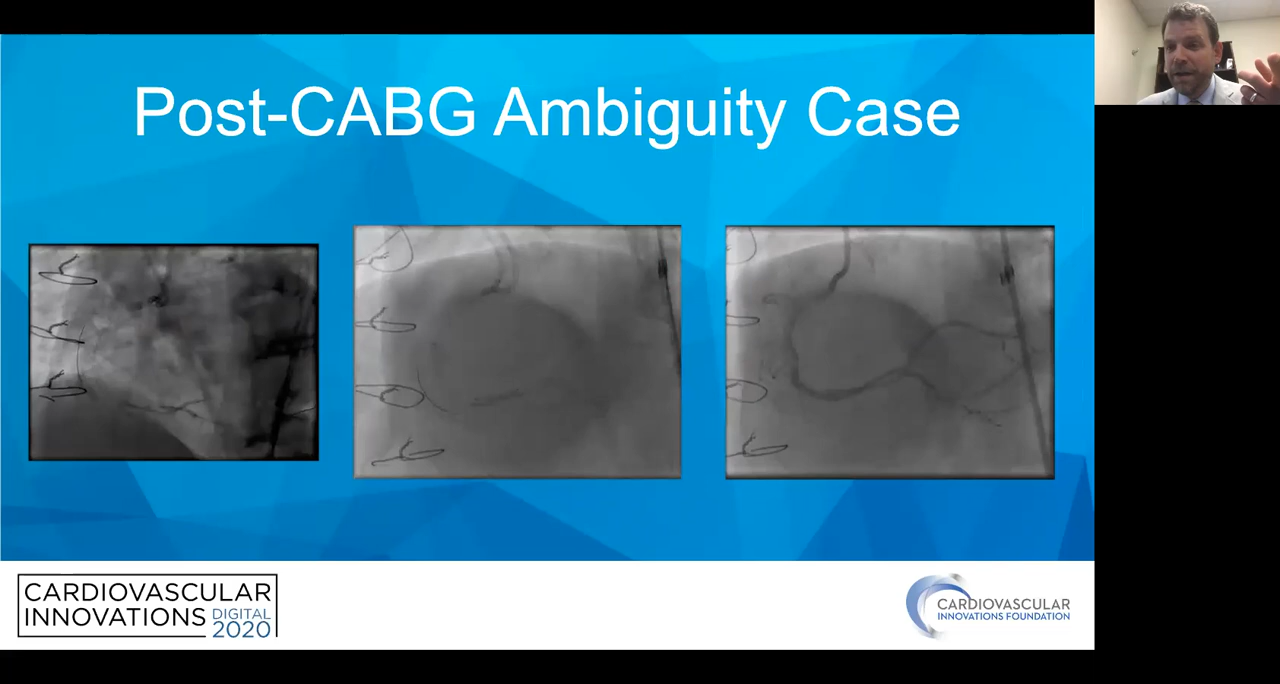 Post-CABG Ambiguity Case
CARDIOVASCULAR
INNOVATIONS DIGITAL
2020
CARDIOVASCULAR
INNOVATIONS FOUNDATION